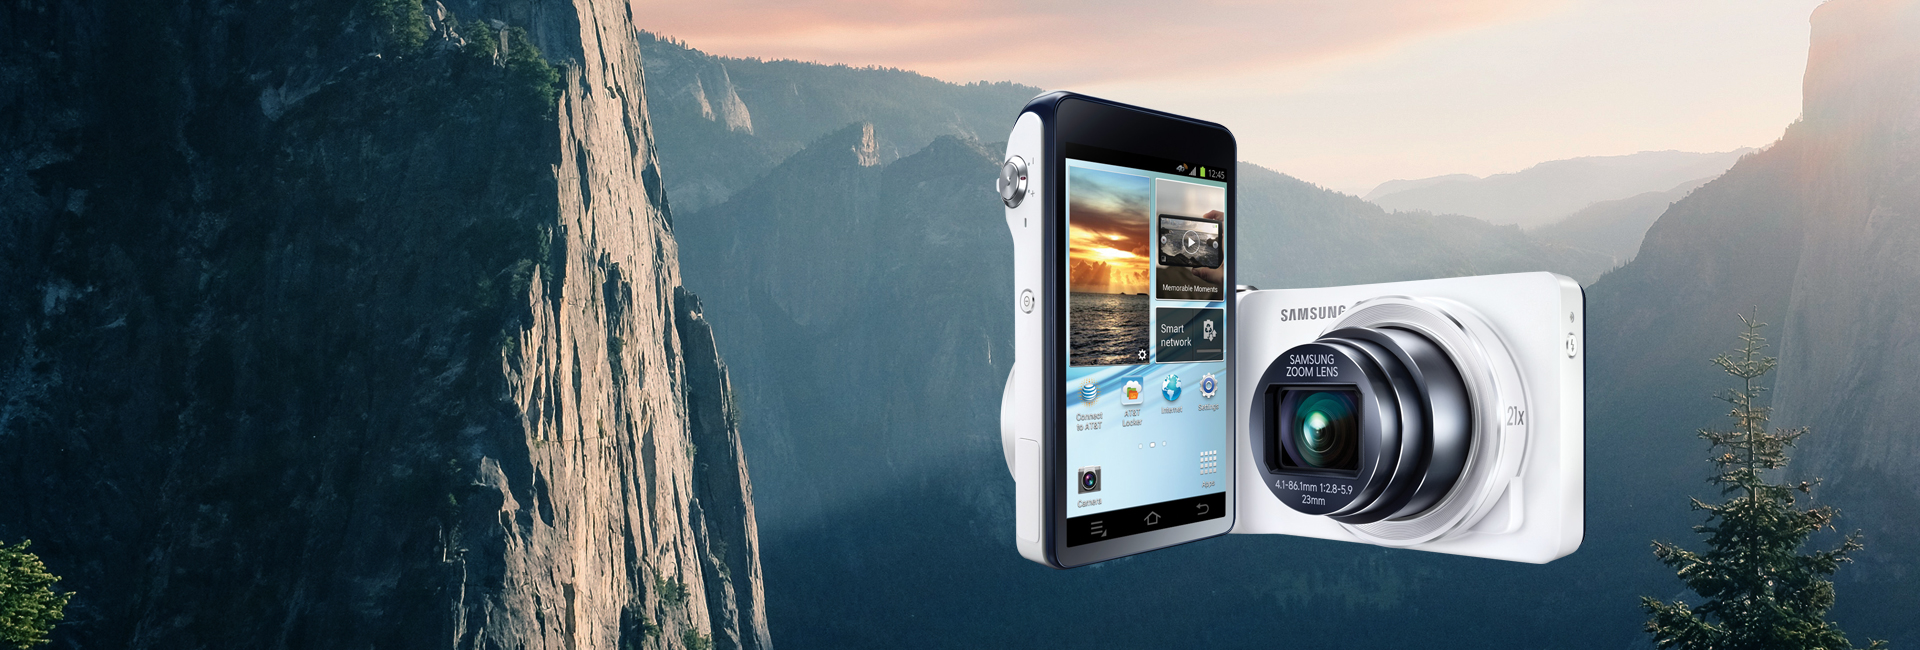 12:45
Memorable Moments
Smart
network
Connect
to AT&T
AT&T
Locker
Internet
Settings
Camera
Apps
SAMSUNG
SAMSUNG
ZOOM LENS
4.1-86.1mm 1:2.8-5.9
23mm
21x